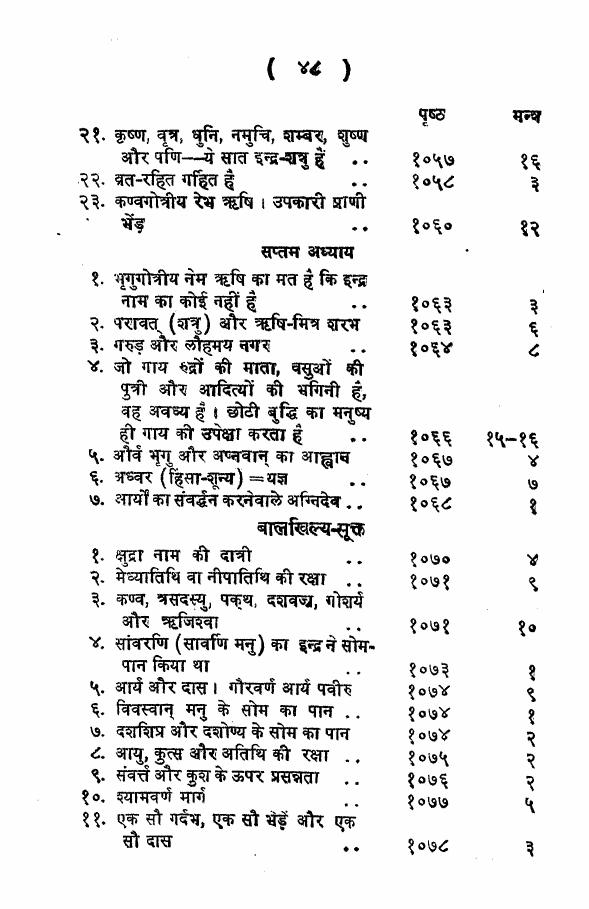 ( ४८ )
पृष्ठ मन्त्र
२१. कृष्ण, वृत्र, धुनि, नमुचि, शम्बर, शुष्ण
और पणि—ये सात इन्द्र-शत्रु हैं .. १०५७ १६
२२. व्रत-रहित गर्हित है .. १०५८ ३
२३. कण्वगोत्रीय रेभ ऋषि । उपकारी प्राणी
भेंड़ .. १०६० १२
सप्तम अध्याय
१. भृगुगोत्रीय नेम ऋषि का मत है कि इन्द्र
नाम का कोई नहीं है .. १०६३ ३
२. परावत् (शत्रु) और ऋषि-मित्र शरभ १०६३ ६
३. गरुड़ और लौहमय नगर .. १०६४ ८
४. जो गाय रुद्रों की माता, वसुओं की
पुत्री और आदित्यों की भगिनी है,
वह अवध्य है । छोटी बुद्धि का मनुष्य
ही गाय की उपेक्षा करता है .. १०६६ १५-१६
५. और्व भृगु और अप्नवान् का आह्वान १०६७ ४
६. अध्वर (हिंसा-शून्य) =यज्ञ .. १०६७ ७
७. आर्यों का संवर्द्धन करनेवाले अग्निदेव .. १०६८ १
बालखिल्य-सूक्त
१. क्षुद्रा नाम की दात्री .. १०७० ४
२. मेध्यातिथि वा नीपातिथि की रक्षा .. १०७१ ९
३. कण्व, त्रसदस्यु, पक्थ, दशवज्र, गोशर्य
और ऋजिश्वा .. १०७१ १०
४. सांवरणि (सावर्णि मनु) का इन्द्र ने सोम-
पान किया था .. १०७३ १
५. आर्य और दास । गौरवर्ण आर्य पवीरु १०७४ ९
६. विवस्वान् मनु के सोम का पान .. १०७४ १
७. दशशिप्र और दशोण्य के सोम का पान १०७४ २
८. आयु, कुत्स और अतिथि की रक्षा .. १०७५ २
९. संवर्त्त और कृश के ऊपर प्रसन्नता .. १०७६ २
१०. श्यामवर्ण मार्ग .. १०७७ ५
११. एक सौ गर्दभ, एक सौ भेड़ें और एक
सौ दास .. १०७८ ३